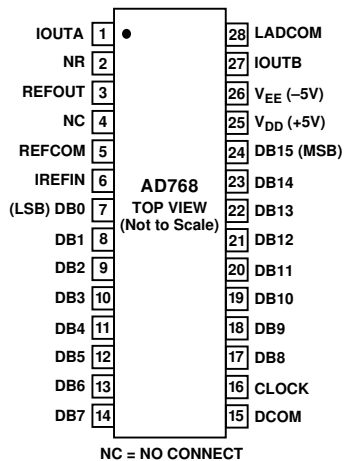 IOUTA 1 28 LADCOM
NR 2 27 IOUTB
REFOUT 3 26 VEE (–5V)
NC 4 25 VDD (+5V)
REFCOM 5 24 DB15 (MSB)
IREFIN 6 23 DB14
(LSB) DB0 7 22 DB13
DB1 8 21 DB12
DB2 9 20 DB11
DB3 10 19 DB10
DB4 11 18 DB9
DB5 12 17 DB8
DB6 13 16 CLOCK
DB7 14 15 DCOM
AD768
TOP VIEW
(Not to Scale)
NC = NO CONNECT